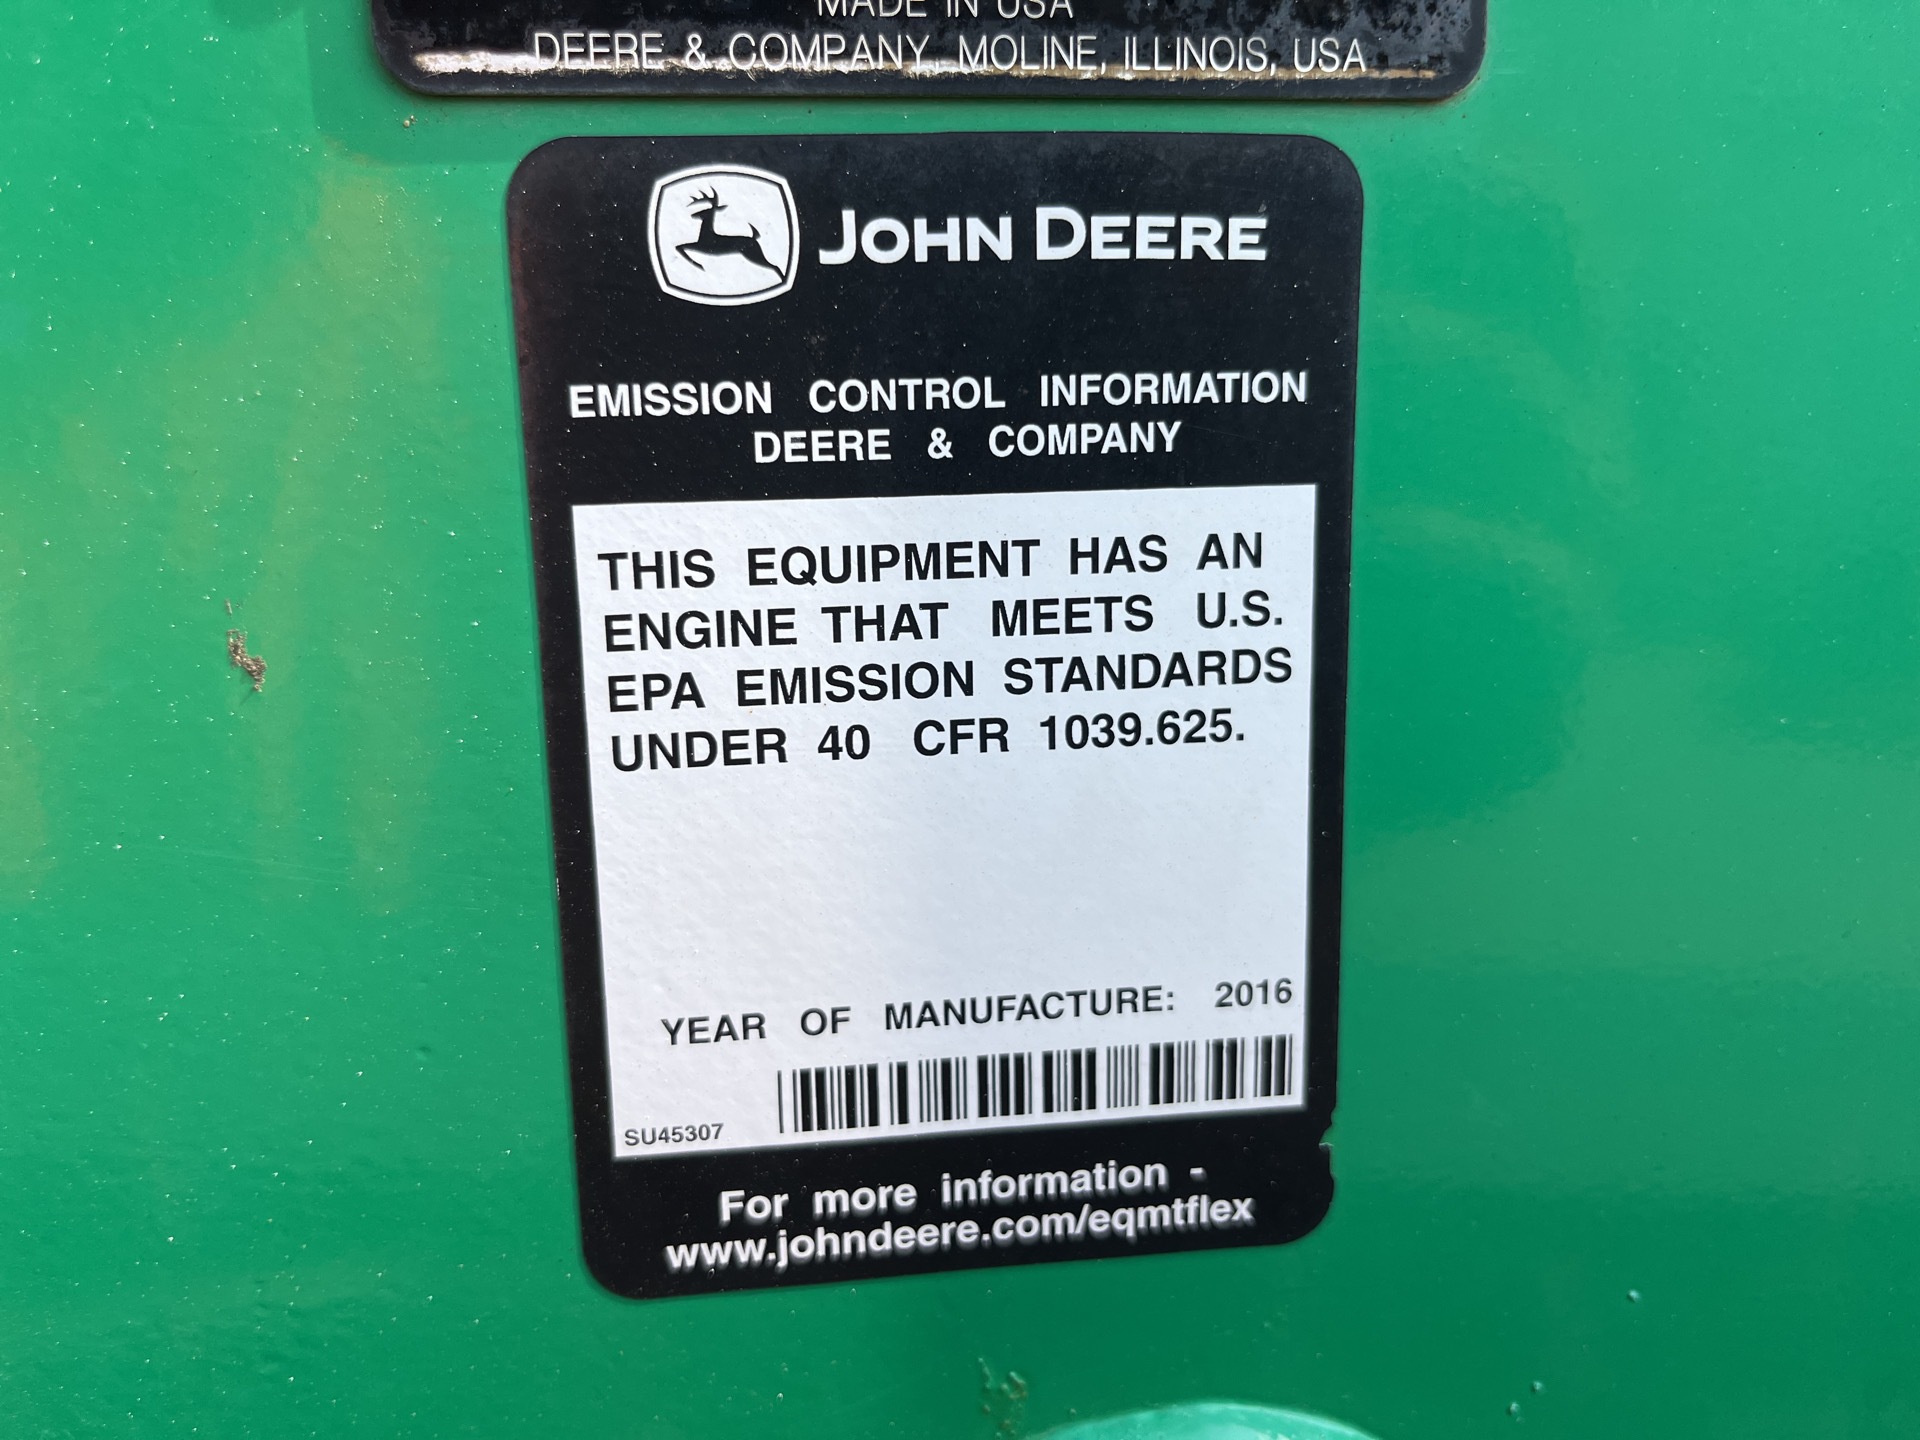 MADE IN USA
DEERE & COMPANY, MOLINE, ILLINOIS, USA
JOHN DEERE
EMISSION CONTROL INFORMATION
DEERE & COMPANY
THIS EQUIPMENT HAS AN
ENGINE THAT MEETS U.S.
EPA EMISSION STANDARDS
UNDER 40 CFR 1039.625.
YEAR OF MANUFACTURE: 2016
SU45307
For more information -
www.johndeere.com/eqmtflex